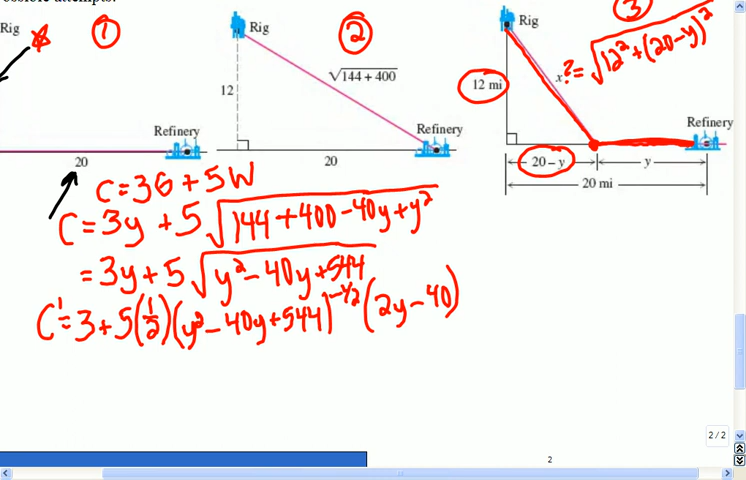 Rig
①
②
Rig
√144 + 400
12
Refinery
20
Refinery
20
③
Rig
x ? = √12² + (20 - y)²
12 mi
Refinery
20 - y
y
20 mi
C = 3G + 5W
C = 3y + 5 √144 + 400 - 40y + y²
= 3y + 5 √y² - 40y + 544
C' = 3 + 5(1/2)(y² - 40y + 544)^-1/2 (2y - 40)
2 / 2
2